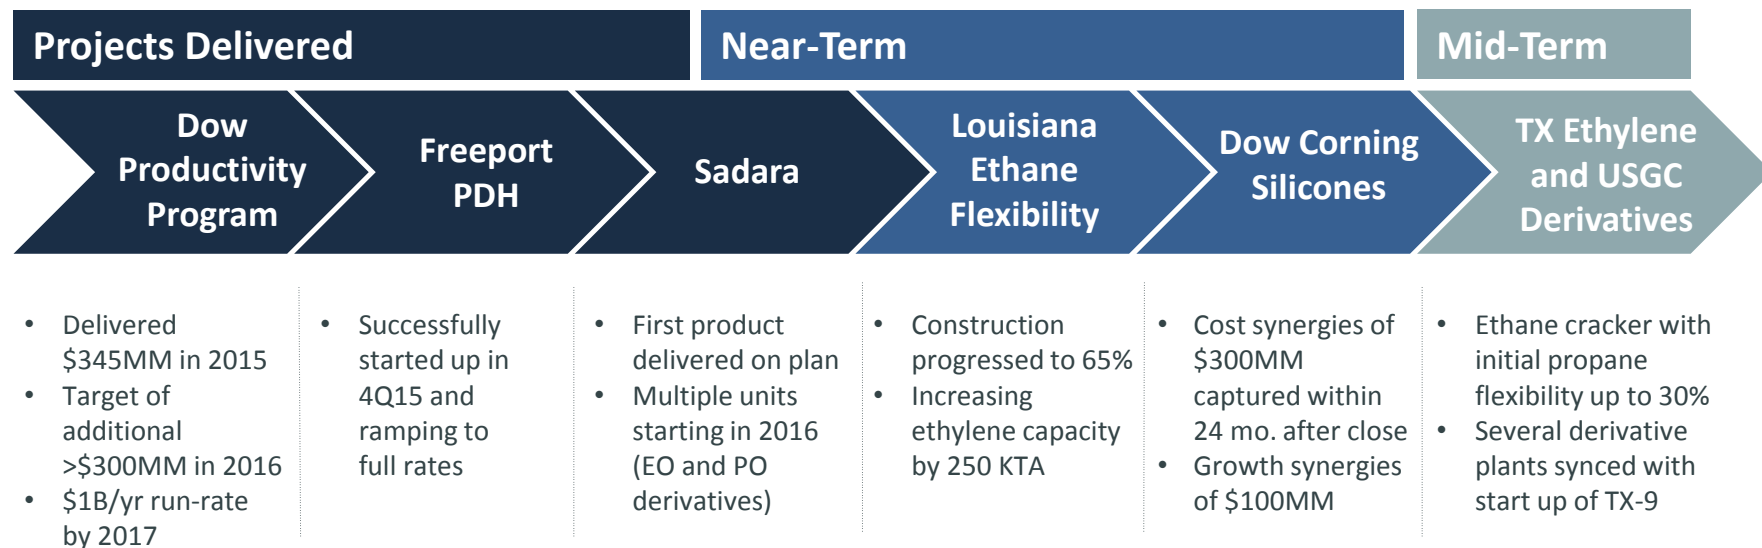 Projects Delivered
Near-Term
Mid-Term
Dow
Productivity
Program
Freeport
PDH
Sadara
Louisiana
Ethane
Flexibility
Dow Corning
Silicones
TX Ethylene
and USGC
Derivatives
• Delivered
$345MM in 2015
• Target of
additional
>$300MM in 2016
• $1B/yr run-rate
by 2017
• Successfully
started up in
4Q15 and
ramping to
full rates
• First product
delivered on plan
• Multiple units
starting in 2016
(EO and PO
derivatives)
• Construction
progressed to 65%
• Increasing
ethylene capacity
by 250 KTA
• Cost synergies of
$300MM
captured within
24 mo. after close
• Growth synergies
of $100MM
• Ethane cracker with
initial propane
flexibility up to 30%
• Several derivative
plants synced with
start up of TX-9